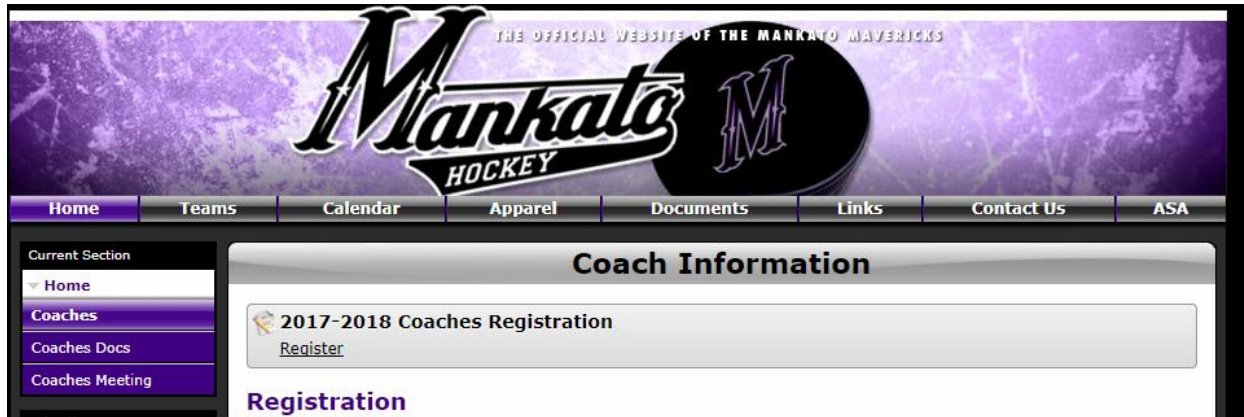 THE OFFICIAL WEBSITE OF THE MANKATO MAVERICKS
Mankato
HOCKEY
M
Home Teams Calendar Apparel Documents Links Contact Us ASA
Current Section
Home
Coaches
Coaches Docs
Coaches Meeting
Coach Information
2017-2018 Coaches Registration
Register
Registration